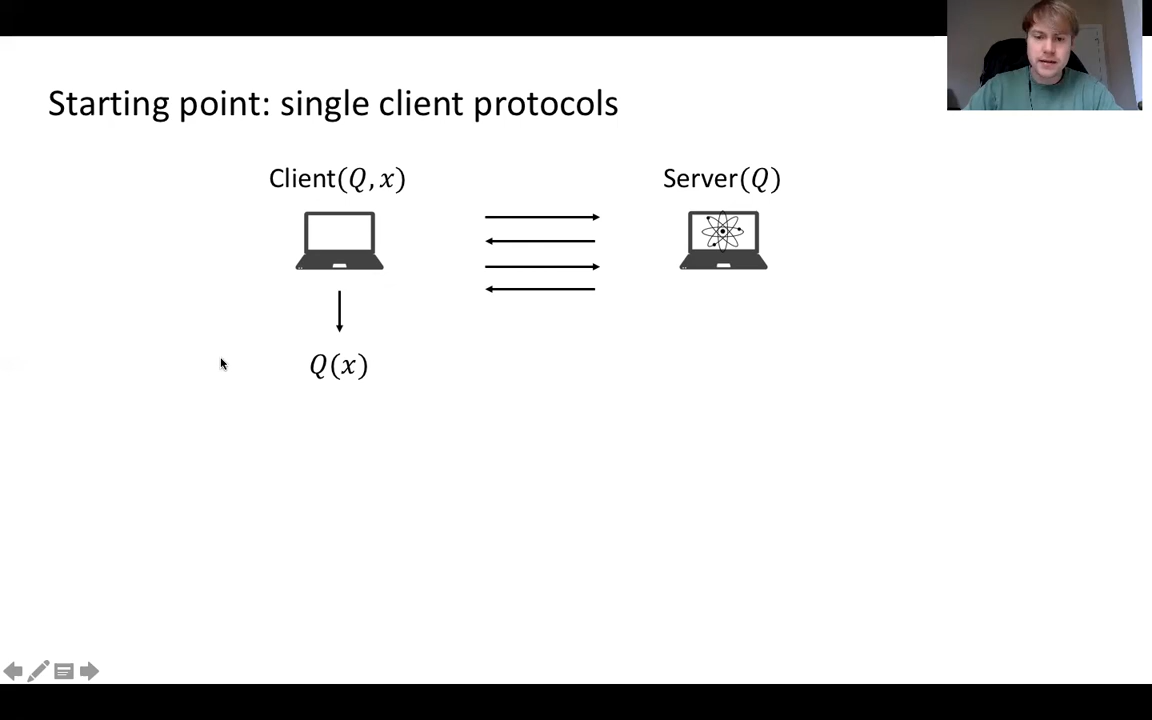 Starting point: single client protocols
Client(Q, x)
Server(Q)
Q(x)